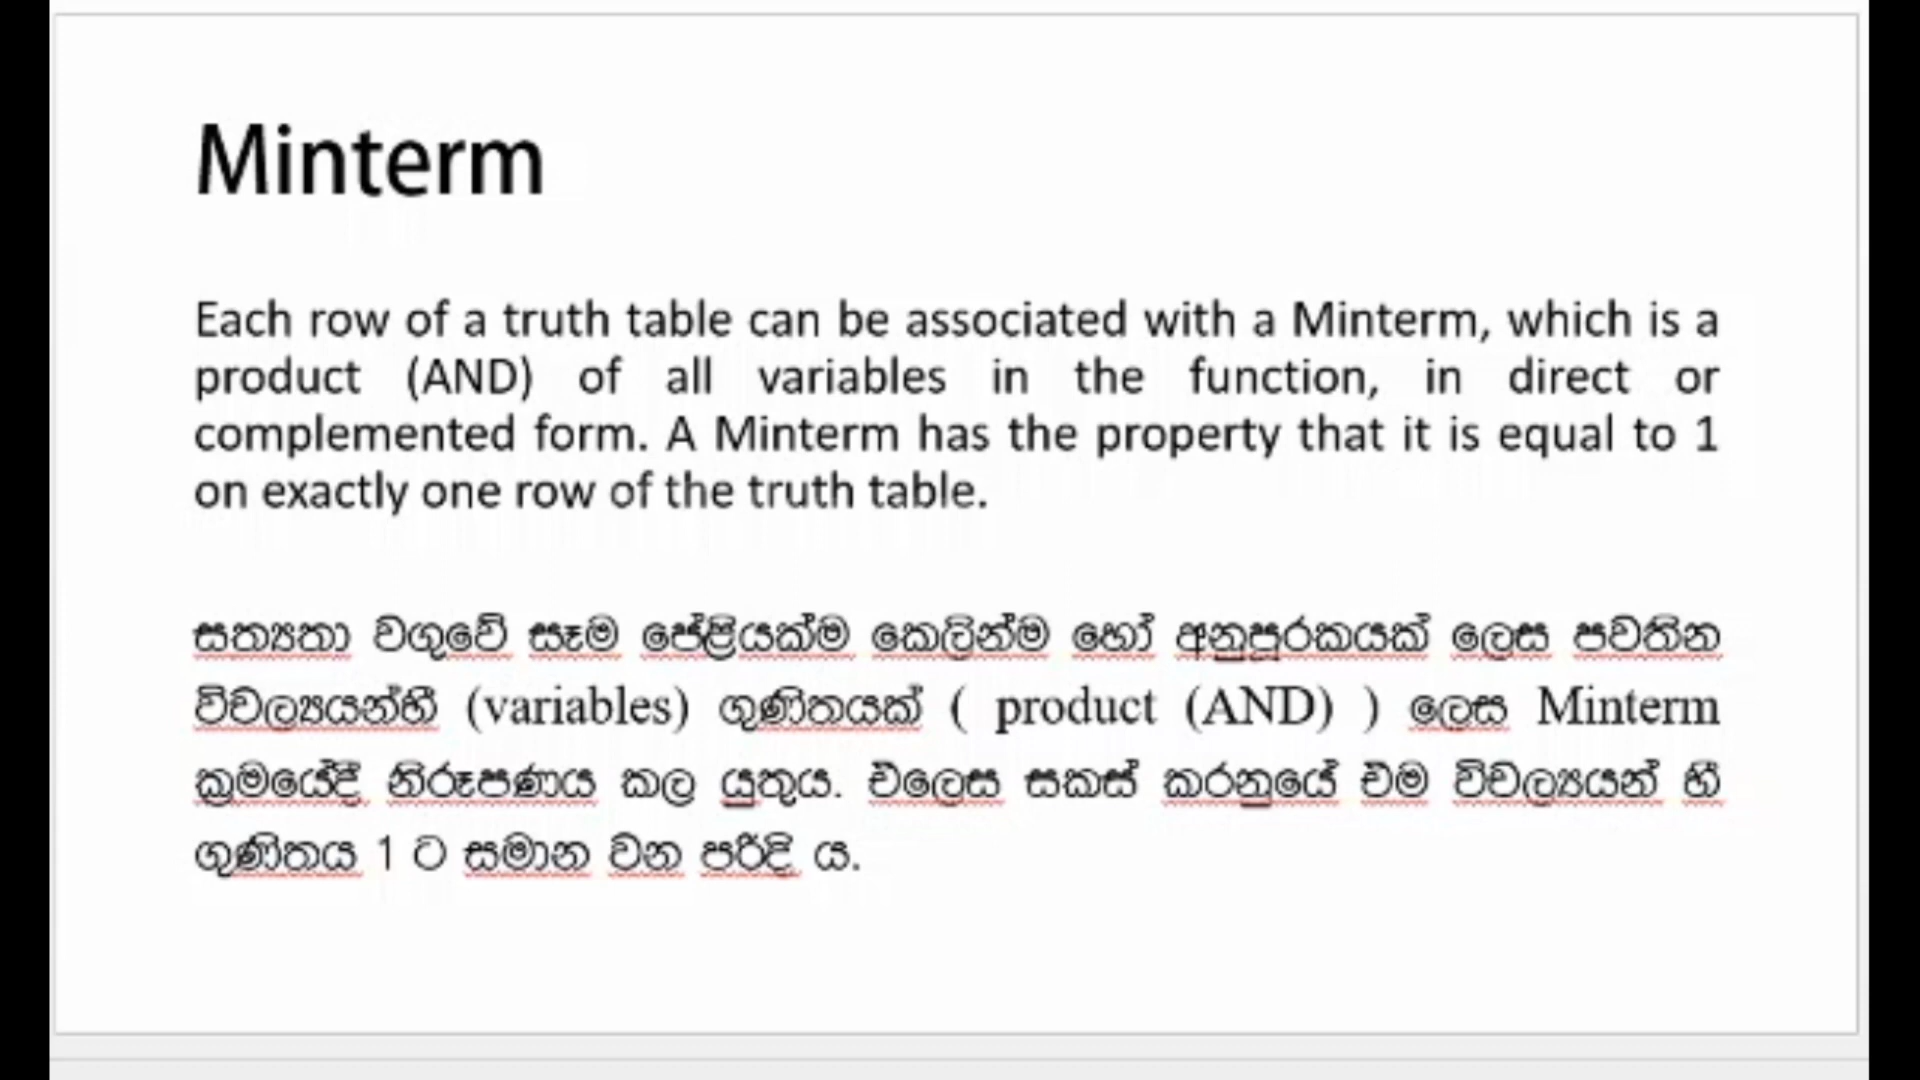 Minterm
Each row of a truth table can be associated with a Minterm, which is a
product (AND) of all variables in the function, in direct or
complemented form. A Minterm has the property that it is equal to 1
on exactly one row of the truth table.
සත්‍යතා වගුවේ සෑම පේළියක්ම කෙලින්ම හෝ අනුපූරකයක් ලෙස පවතින
විචල්‍යයන්හී (variables) ගුණිතයක් ( product (AND) ) ලෙස Minterm
ක්‍රමයේදී නිරූපණය කල යුතුය. එලෙස සකස් කරනුයේ එම විචල්‍යයන් හී
ගුණිතය 1 ට සමාන වන පරිදි ය.